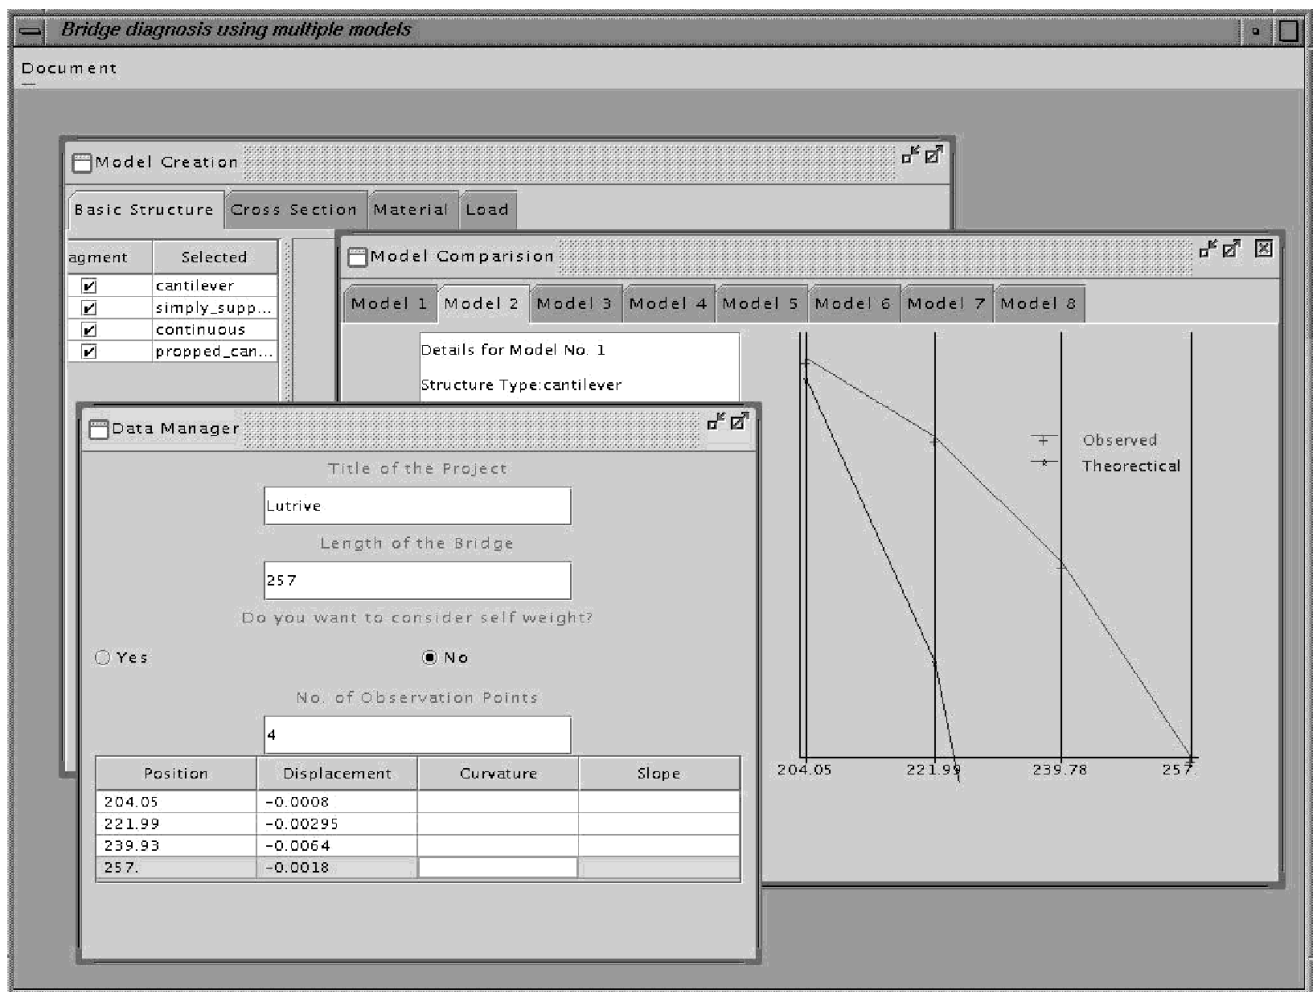 Bridge diagnosis using multiple models
Document
Model Creation
Basic Structure Cross Section Material Load
agment Selected
cantilever
simply_supp...
continuous
propped_can...
Model Comparision
Model 1 Model 2 Model 3 Model 4 Model 5 Model 6 Model 7 Model 8
Details for Model No. 1
Structure Type:cantilever
Observed
Theorectical
204.05 221.99 239.78 257.
Data Manager
Title of the Project
Lutrive
Length of the Bridge
257
Do you want to consider self weight?
Yes No
No. of Observation Points
4
Position Displacement Curvature Slope
204.05 -0.0008
221.99 -0.00295
239.93 -0.0064
257. -0.0018